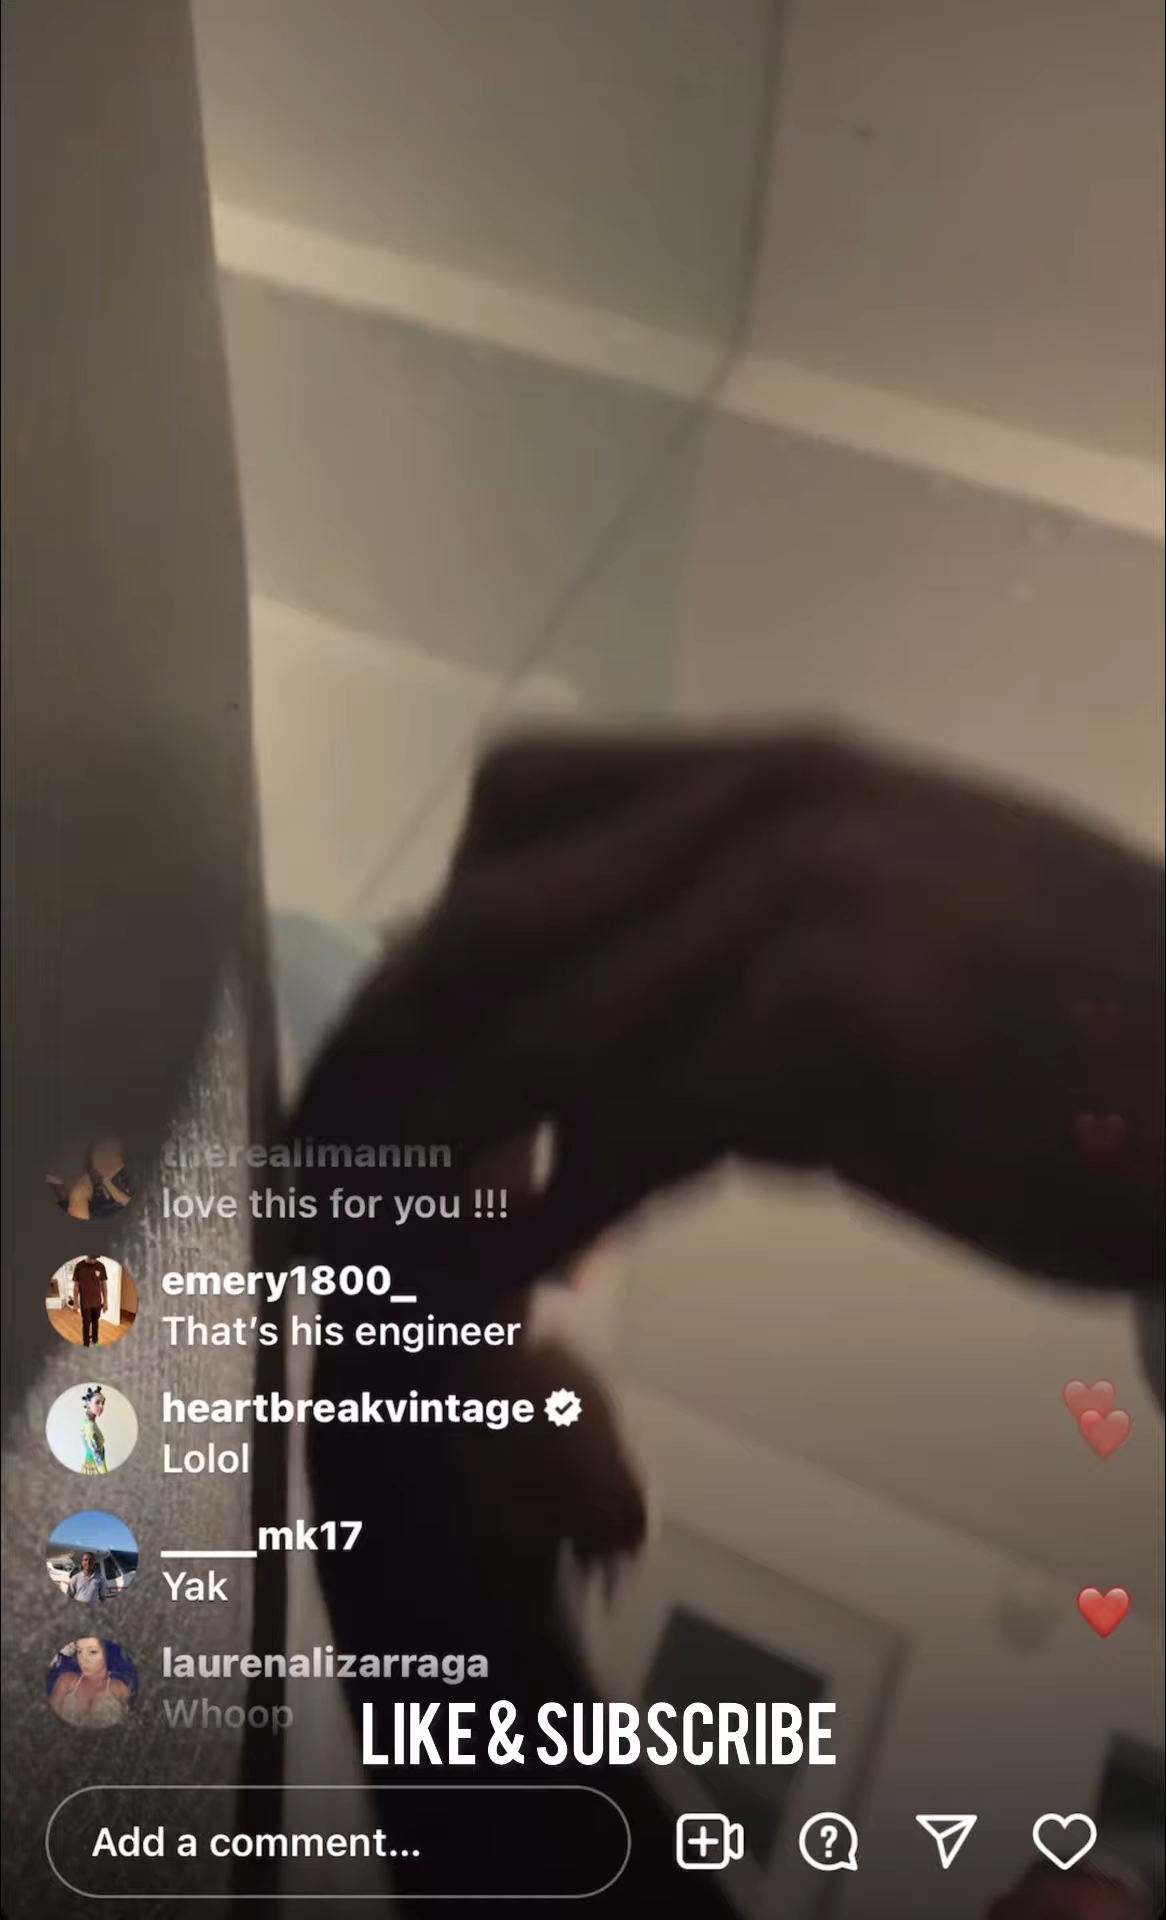 therealimannn
love this for you !!!
emery1800_
That's his engineer
heartbreakvintage
Lolol
____mk17
Yak
laurenalizarraga
Whoop
LIKE & SUBSCRIBE
Add a comment...